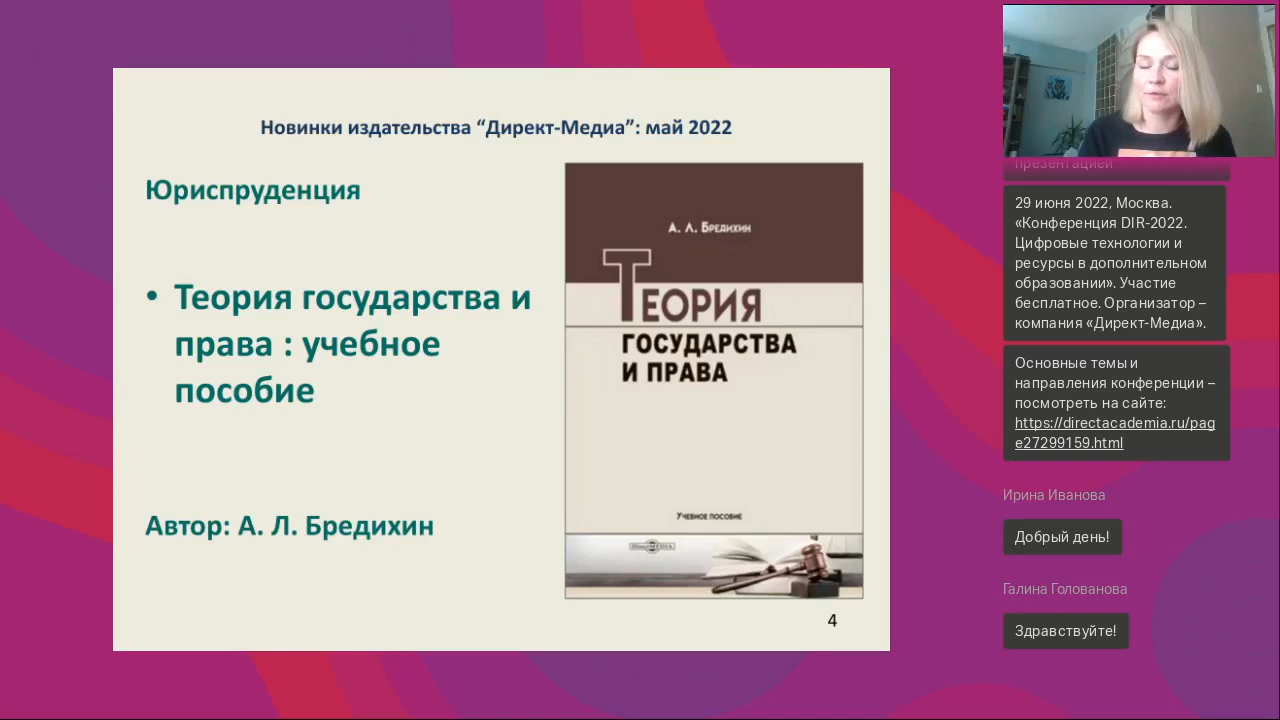 Новинки издательства “Директ-Медиа”: май 2022
Юриспруденция
• Теория государства и
права : учебное
пособие
Автор: А. Л. Бредихин
А. Л. Бредихин
Теория
ГОСУДАРСТВА
И ПРАВА
Учебное пособие
DirectMEDIA
4
презентацией
29 июня 2022, Москва.
«Конференция DIR-2022.
Цифровые технологии и
ресурсы в дополнительном
образовании». Участие
бесплатное. Организатор –
компания «Директ-Медиа».
Основные темы и
направления конференции –
посмотреть на сайте:
https://directacademia.ru/pag
e27299159.html
Ирина Иванова
Добрый день!
Галина Голованова
Здравствуйте!